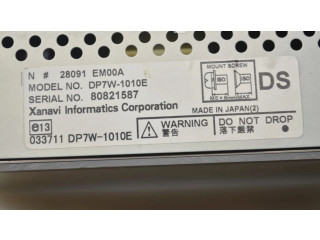 N # 28091 EM00A
MODEL NO. DP7W-1010E
SERIAL NO. 80821587
Xanavi Informatics Corporation
MOUNT SCREW
DS
MADE IN JAPAN(2)
e13
033711 DP7W-1010E
WARNING
警告
DO NOT DROP
落下厳禁